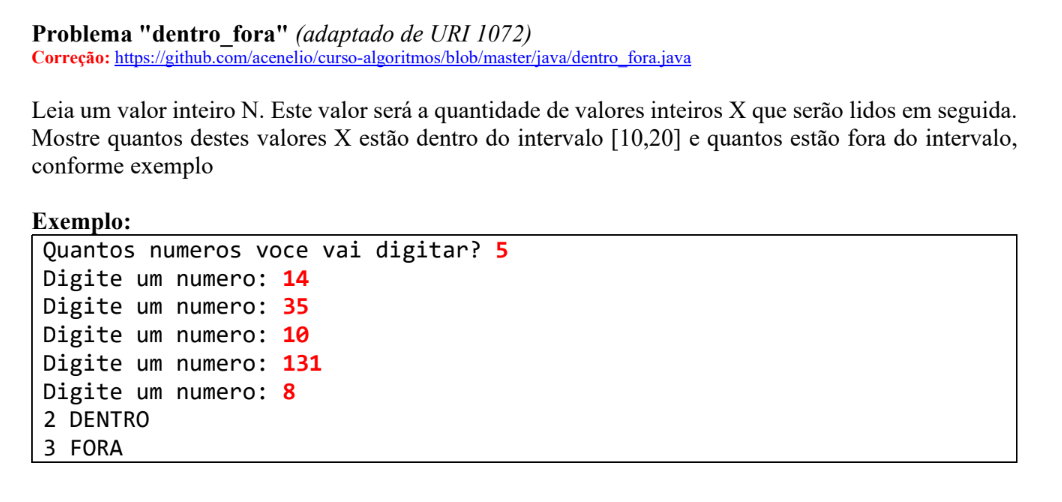 Problema "dentro_fora" (adaptado de URI 1072)
Correção: https://github.com/acenelio/curso-algoritmos/blob/master/java/dentro_fora.java
Leia um valor inteiro N. Este valor será a quantidade de valores inteiros X que serão lidos em seguida.
Mostre quantos destes valores X estão dentro do intervalo [10,20] e quantos estão fora do intervalo,
conforme exemplo
Exemplo:
Quantos numeros voce vai digitar? 5
Digite um numero: 14
Digite um numero: 35
Digite um numero: 10
Digite um numero: 131
Digite um numero: 8
2 DENTRO
3 FORA